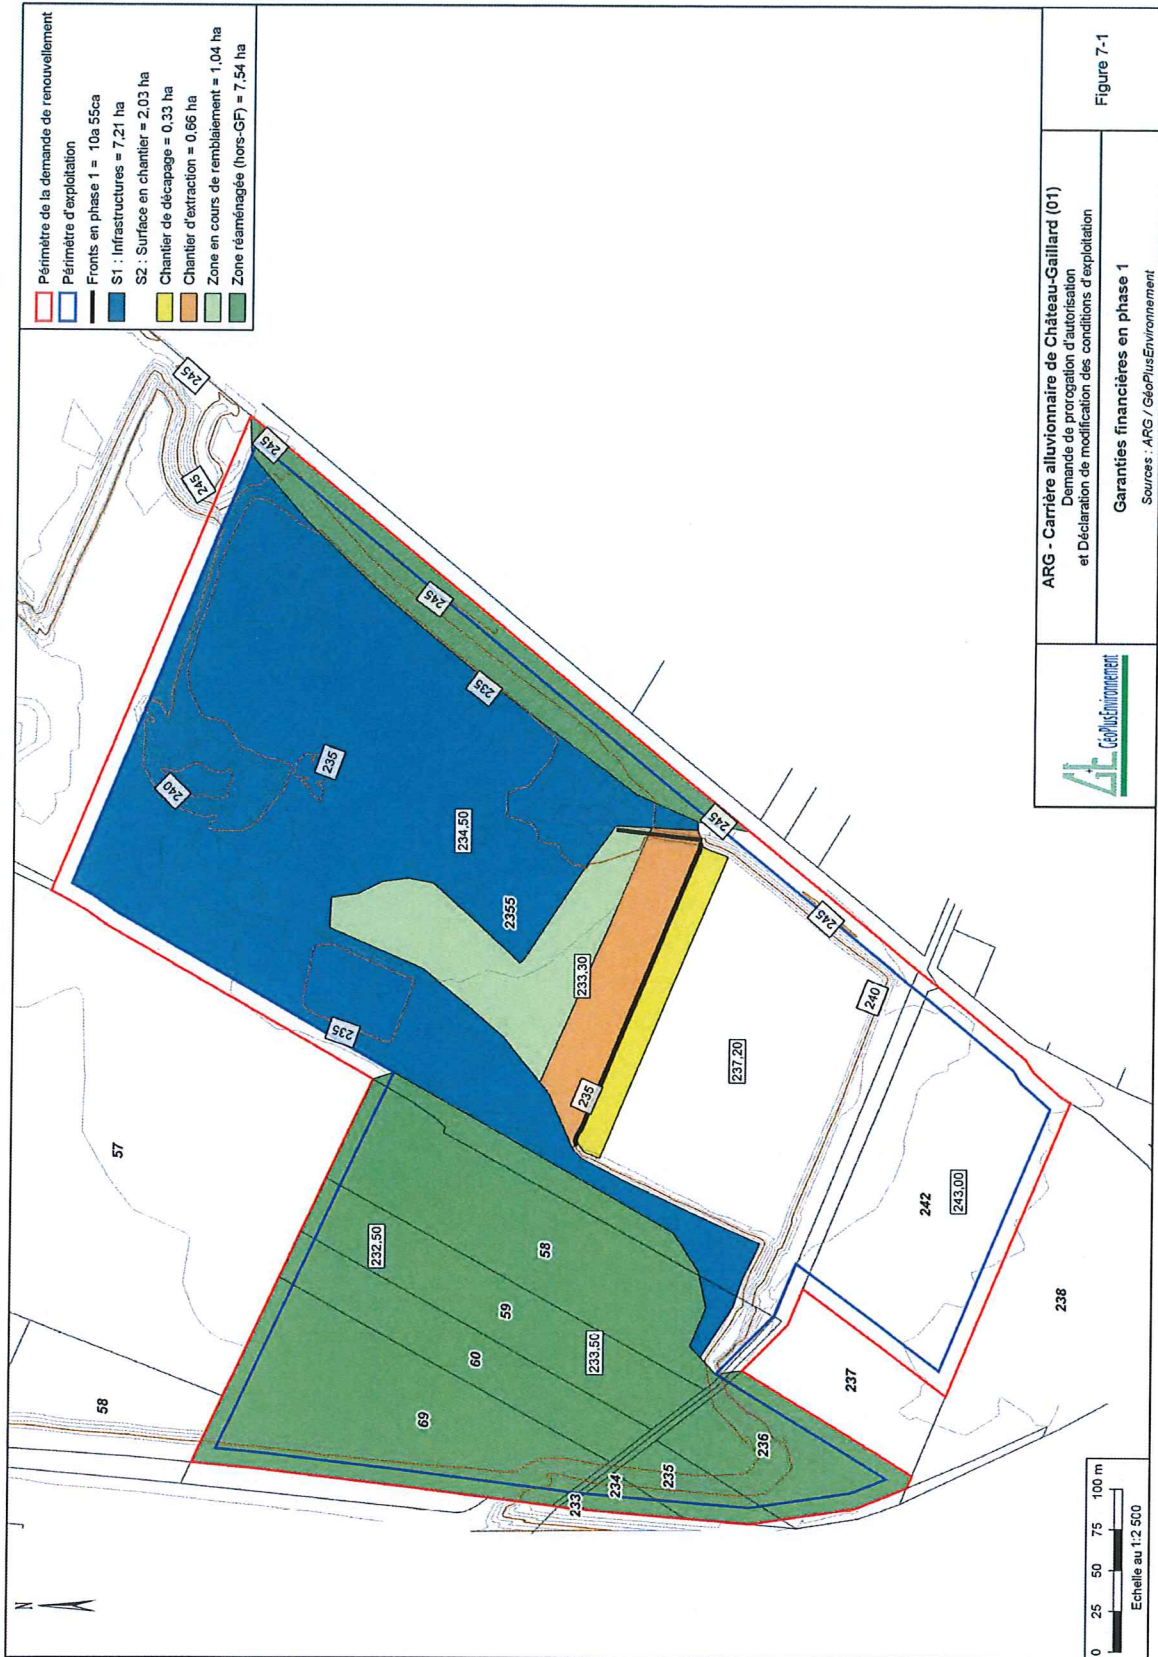 Périmètre de la demande de renouvellement
Périmètre d'exploitation
Fronts en phase 1 = 10a 55ca
S1 : Infrastructures = 7,21 ha
S2 : Surface en chantier = 2,03 ha
Chantier de décapage = 0,33 ha
Chantier d'extraction = 0,66 ha
Zone en cours de remblaiement = 1,04 ha
Zone réaménagée (hors-GF) = 7,54 ha
N
58
57
245
245
245
245
235
240
235
234,50
2355
235
245
233,30
235
237,20
245
240
232,50
58
59
60
233,50
69
233
234
235
236
237
242
243,00
238
0 25 50 75 100 m
Echelle au 1:2 500
GéoPlusEnvironnement
ARG - Carrière alluvionnaire de Château-Gaillard (01)
Demande de prorogation d'autorisation
et Déclaration de modification des conditions d'exploitation
Garanties financières en phase 1
Sources : ARG / GéoPlusEnvironnement
Figure 7-1